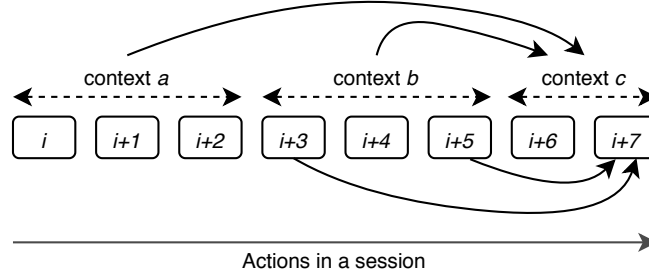 context a context b context c
i i+1 i+2 i+3 i+4 i+5 i+6 i+7
Actions in a session